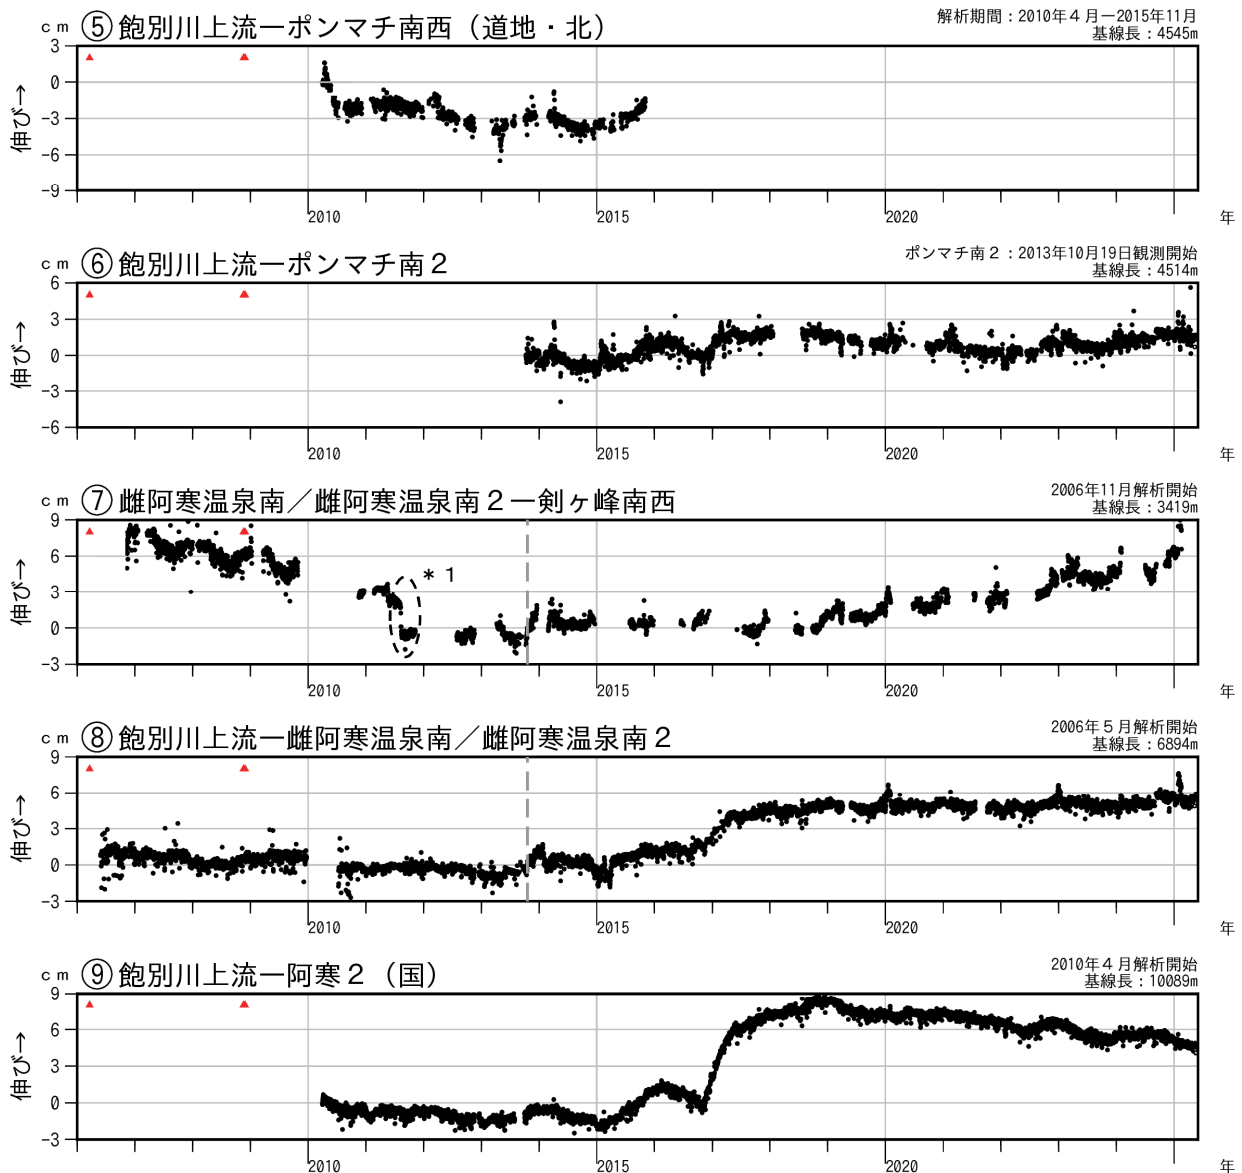 cm ⑤飽別川上流ーポンマチ南西（道地・北） 解析期間：2010年４月ー2015年11月
基線長：4545m
3
0
-3
-6
-9
伸び→
2010 2015 2020 年
cm ⑥飽別川上流ーポンマチ南２ ポンマチ南２：2013年10月19日観測開始
基線長：4514m
6
3
0
-3
-6
伸び→
2010 2015 2020 年
cm ⑦雌阿寒温泉南／雌阿寒温泉南２ー剣ヶ峰南西 2006年11月解析開始
基線長：3419m
9
6
3
0
-3
伸び→
＊１
2010 2015 2020 年
cm ⑧飽別川上流ー雌阿寒温泉南／雌阿寒温泉南２ 2006年５月解析開始
基線長：6894m
9
6
3
0
-3
伸び→
2010 2015 2020 年
cm ⑨飽別川上流ー阿寒２（国） 2010年４月解析開始
基線長：10089m
9
6
3
0
-3
伸び→
2010 2015 2020 年